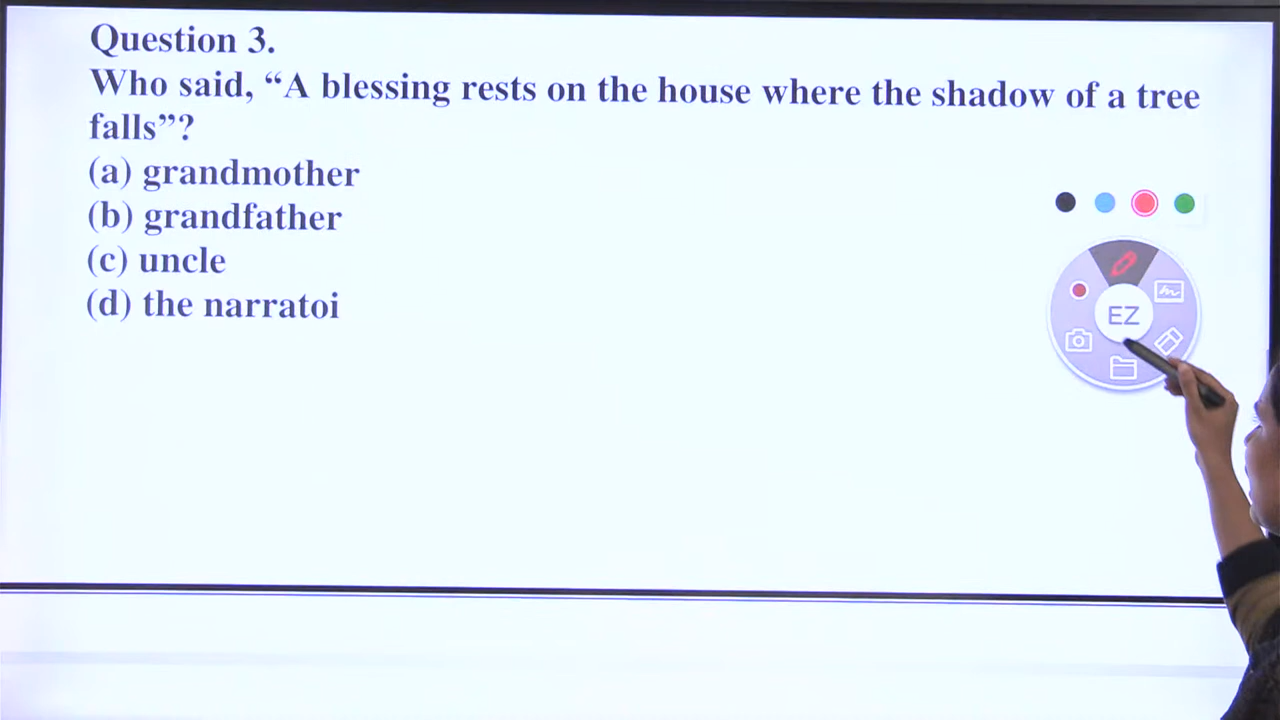 Question 3.
Who said, “A blessing rests on the house where the shadow of a tree
falls”?
(a) grandmother
(b) grandfather
(c) uncle
(d) the narratoi
EZ